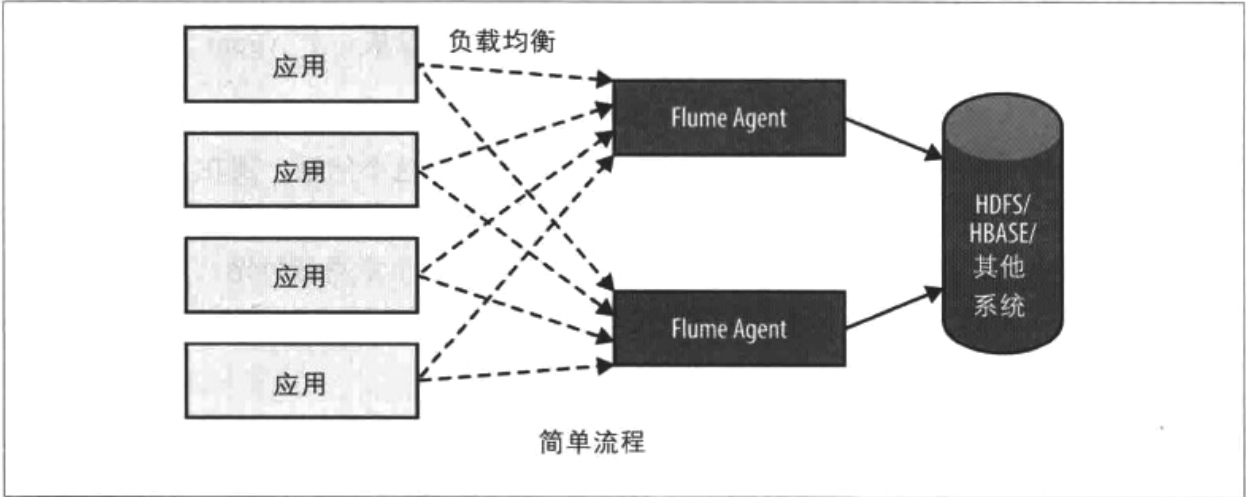 负载均衡
应用
应用
应用
应用
Flume Agent
Flume Agent
HDFS/
HBASE/
其他
系统
简单流程